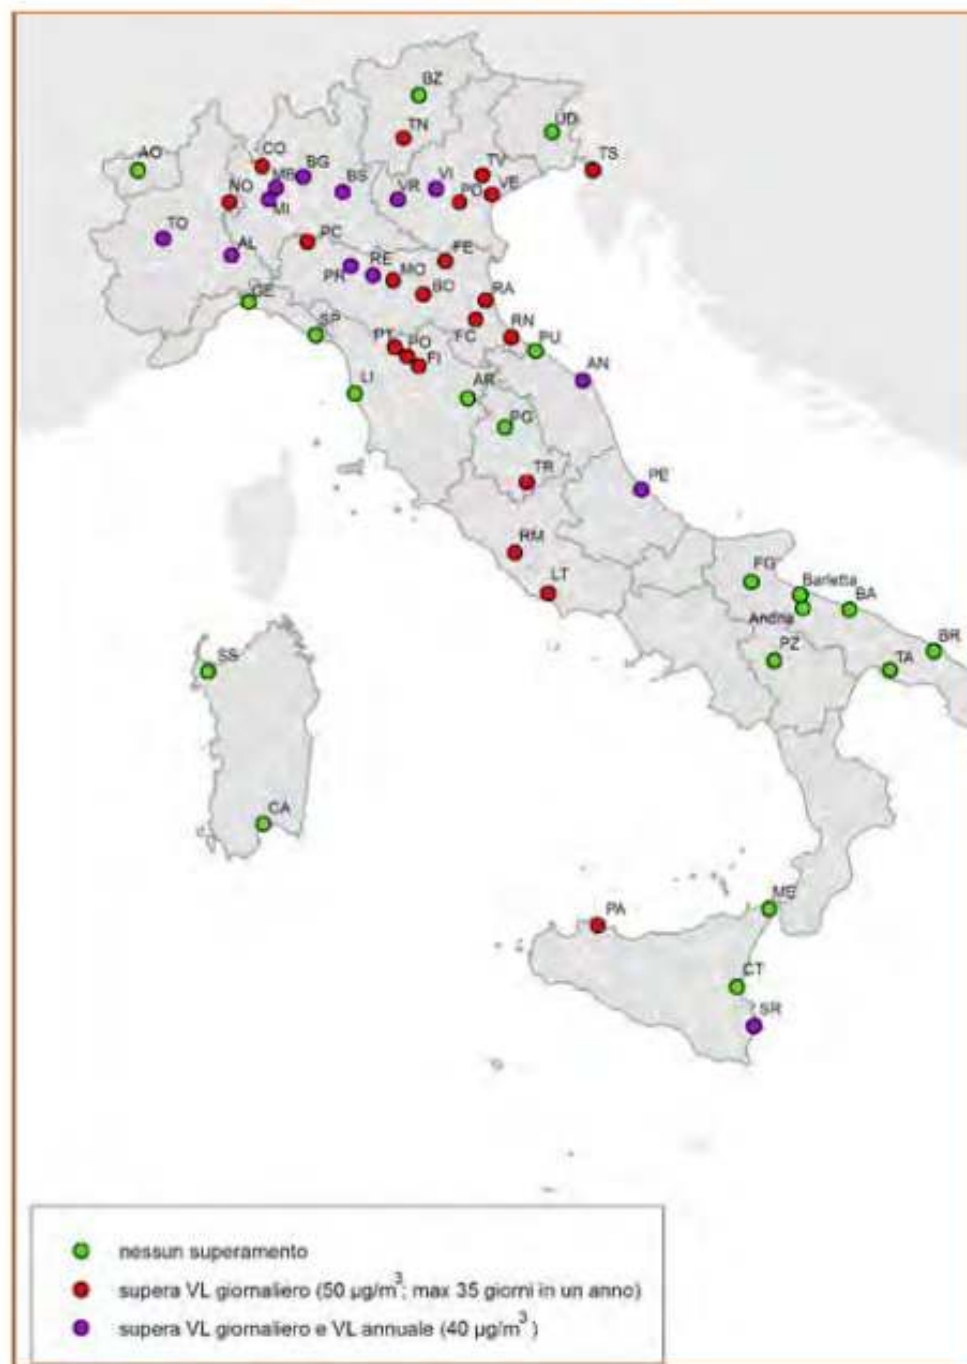 BZ
TN
UD
AO
CO
BG
TV
TS
MB
BS
VI
NO
VR
PD
VE
MI
TO
PC
AL
FE
RE
PR
MO
BO
RA
GE
SP
PT
PO
FC
RN
PU
FI
LI
AR
AN
PG
TR
PE
RM
LT
FG
Barletta
Andria
BA
PZ
BR
TA
SS
CA
ME
PA
CT
SR
nessun superamento
supera VL giornaliero (50 µg/m³; max 35 giorni in un anno)
supera VL giornaliero e VL annuale (40 µg/m³)